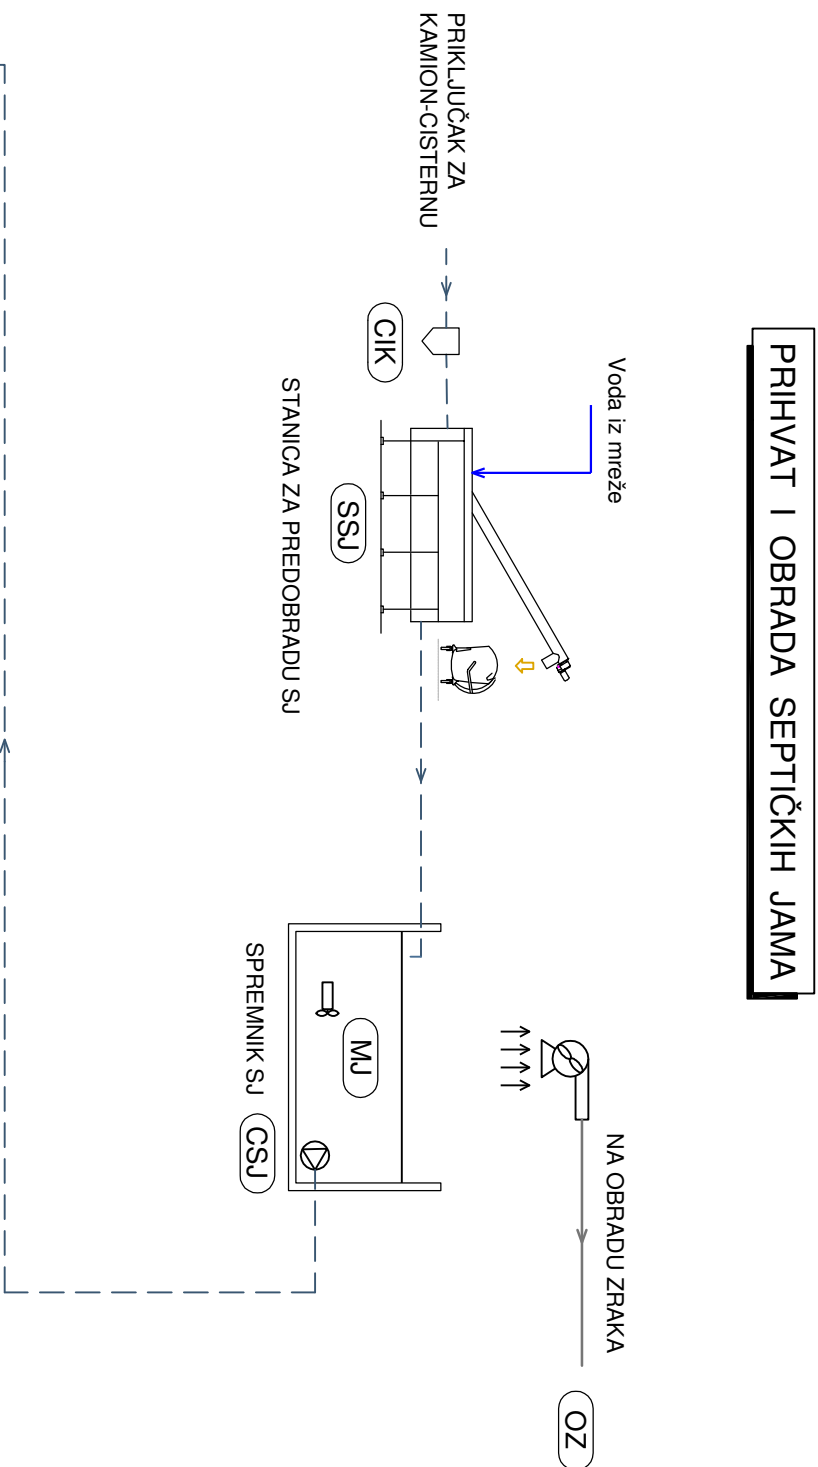 PRIHVAT I OBRADA SEPTIČKIH JAMA
PRIKLJUČAK ZA
KAMION-CISTERNU
Voda iz mreže
CIK
SSJ
STANICA ZA PREDOBRADU SJ
NA OBRADU ZRAKA
OZ
MJ
SPREMNIK SJ
CSJ